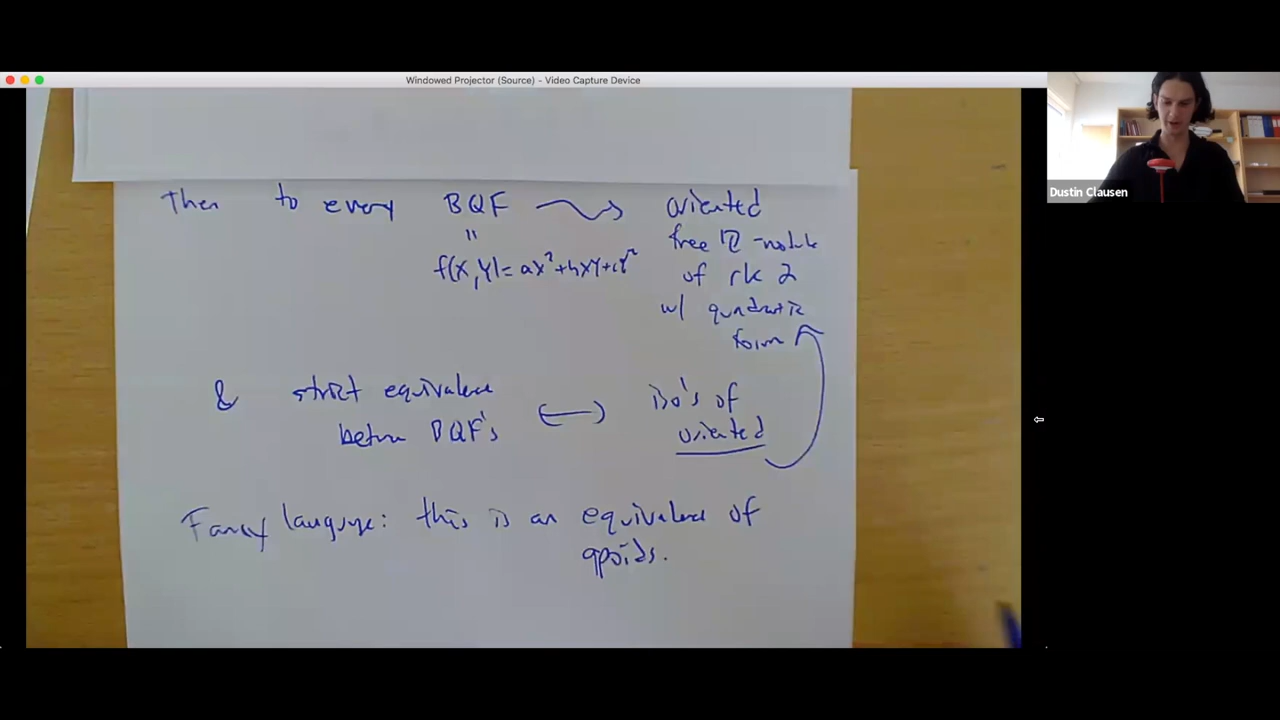 Windowed Projector (Source) - Video Capture Device
Dustin Clausen
Then to every BQF ⇝ oriented
"
free ℤ-module
f(X,Y)=aX²+bXY+cY²
of rk 2
w/ quadratic
form
& strict equivalence
between BQF's
↔ iso's of
oriented
Fancy language: this is an equivalence of
gpoids.